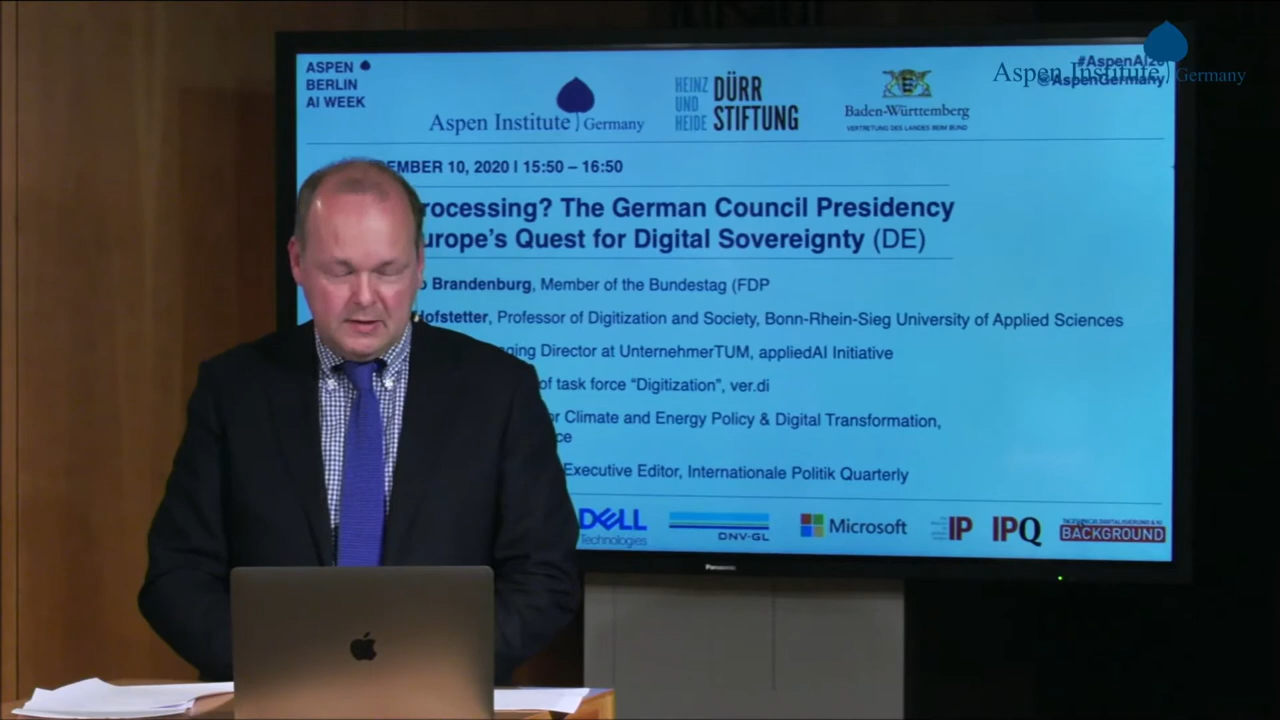 ASPEN
BERLIN
AI WEEK
Aspen Institute Germany
HEINZ
UND
HEIDE
DÜRR
STIFTUNG
Baden-Württemberg
VERTRETUNG DES LANDES BEIM BUND
@AspenGermany
Aspen Institute Germany
EMBER 10, 2020 | 15:50 – 16:50
rocessing? The German Council Presidency
urope's Quest for Digital Sovereignty (DE)
Brandenburg, Member of the Bundestag (FDP
Hofstetter, Professor of Digitization and Society, Bonn-Rhein-Sieg University of Applied Sciences
ging Director at UnternehmerTUM, appliedAI Initiative
of task force “Digitization”, ver.di
or Climate and Energy Policy & Digital Transformation,
ce
Executive Editor, Internationale Politik Quarterly
DELL
Technologies
DNV·GL
Microsoft
IP
IPQ
BACKGROUND
Panasonic